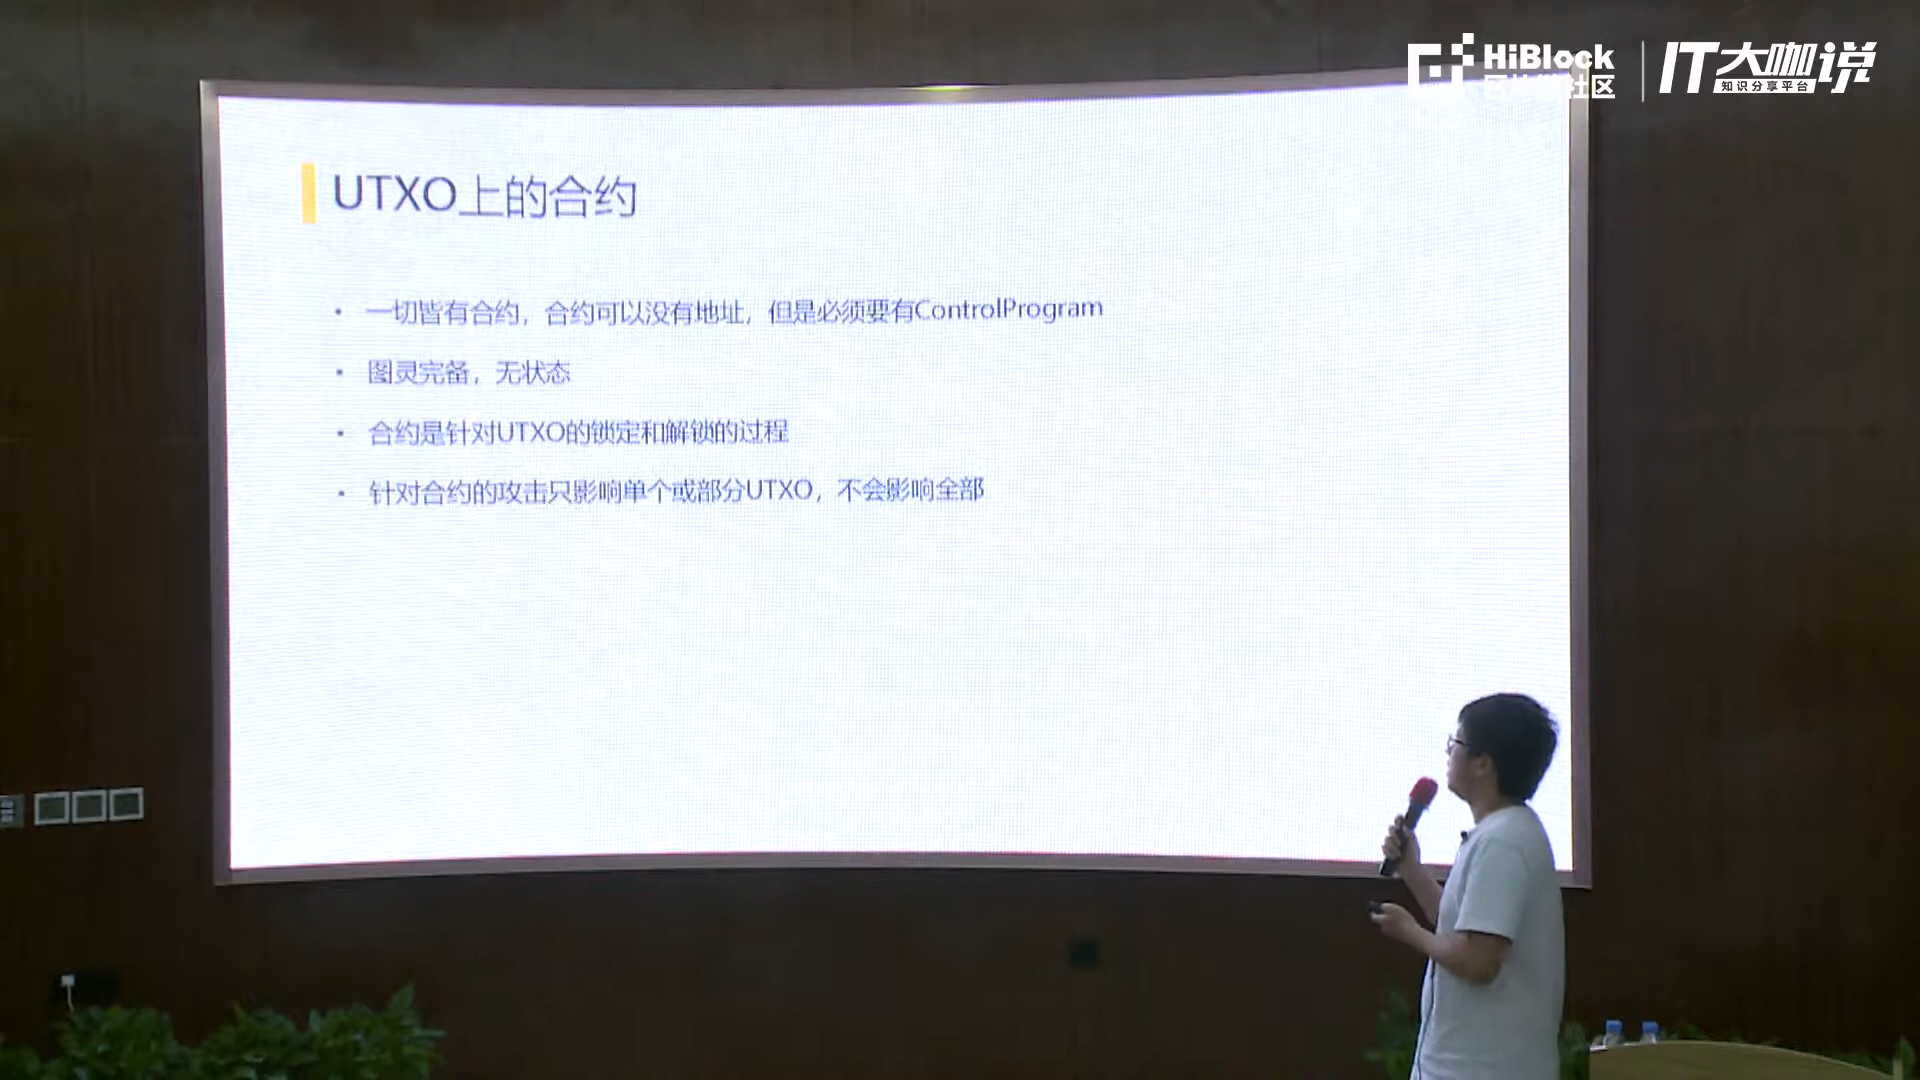 HiBlock
社区
IT大咖说
知识分享平台
UTXO上的合约
• 一切皆有合约，合约可以没有地址，但是必须要有ControlProgram
• 图灵完备，无状态
• 合约是针对UTXO的锁定和解锁的过程
• 针对合约的攻击只影响单个或部分UTXO，不会影响全部